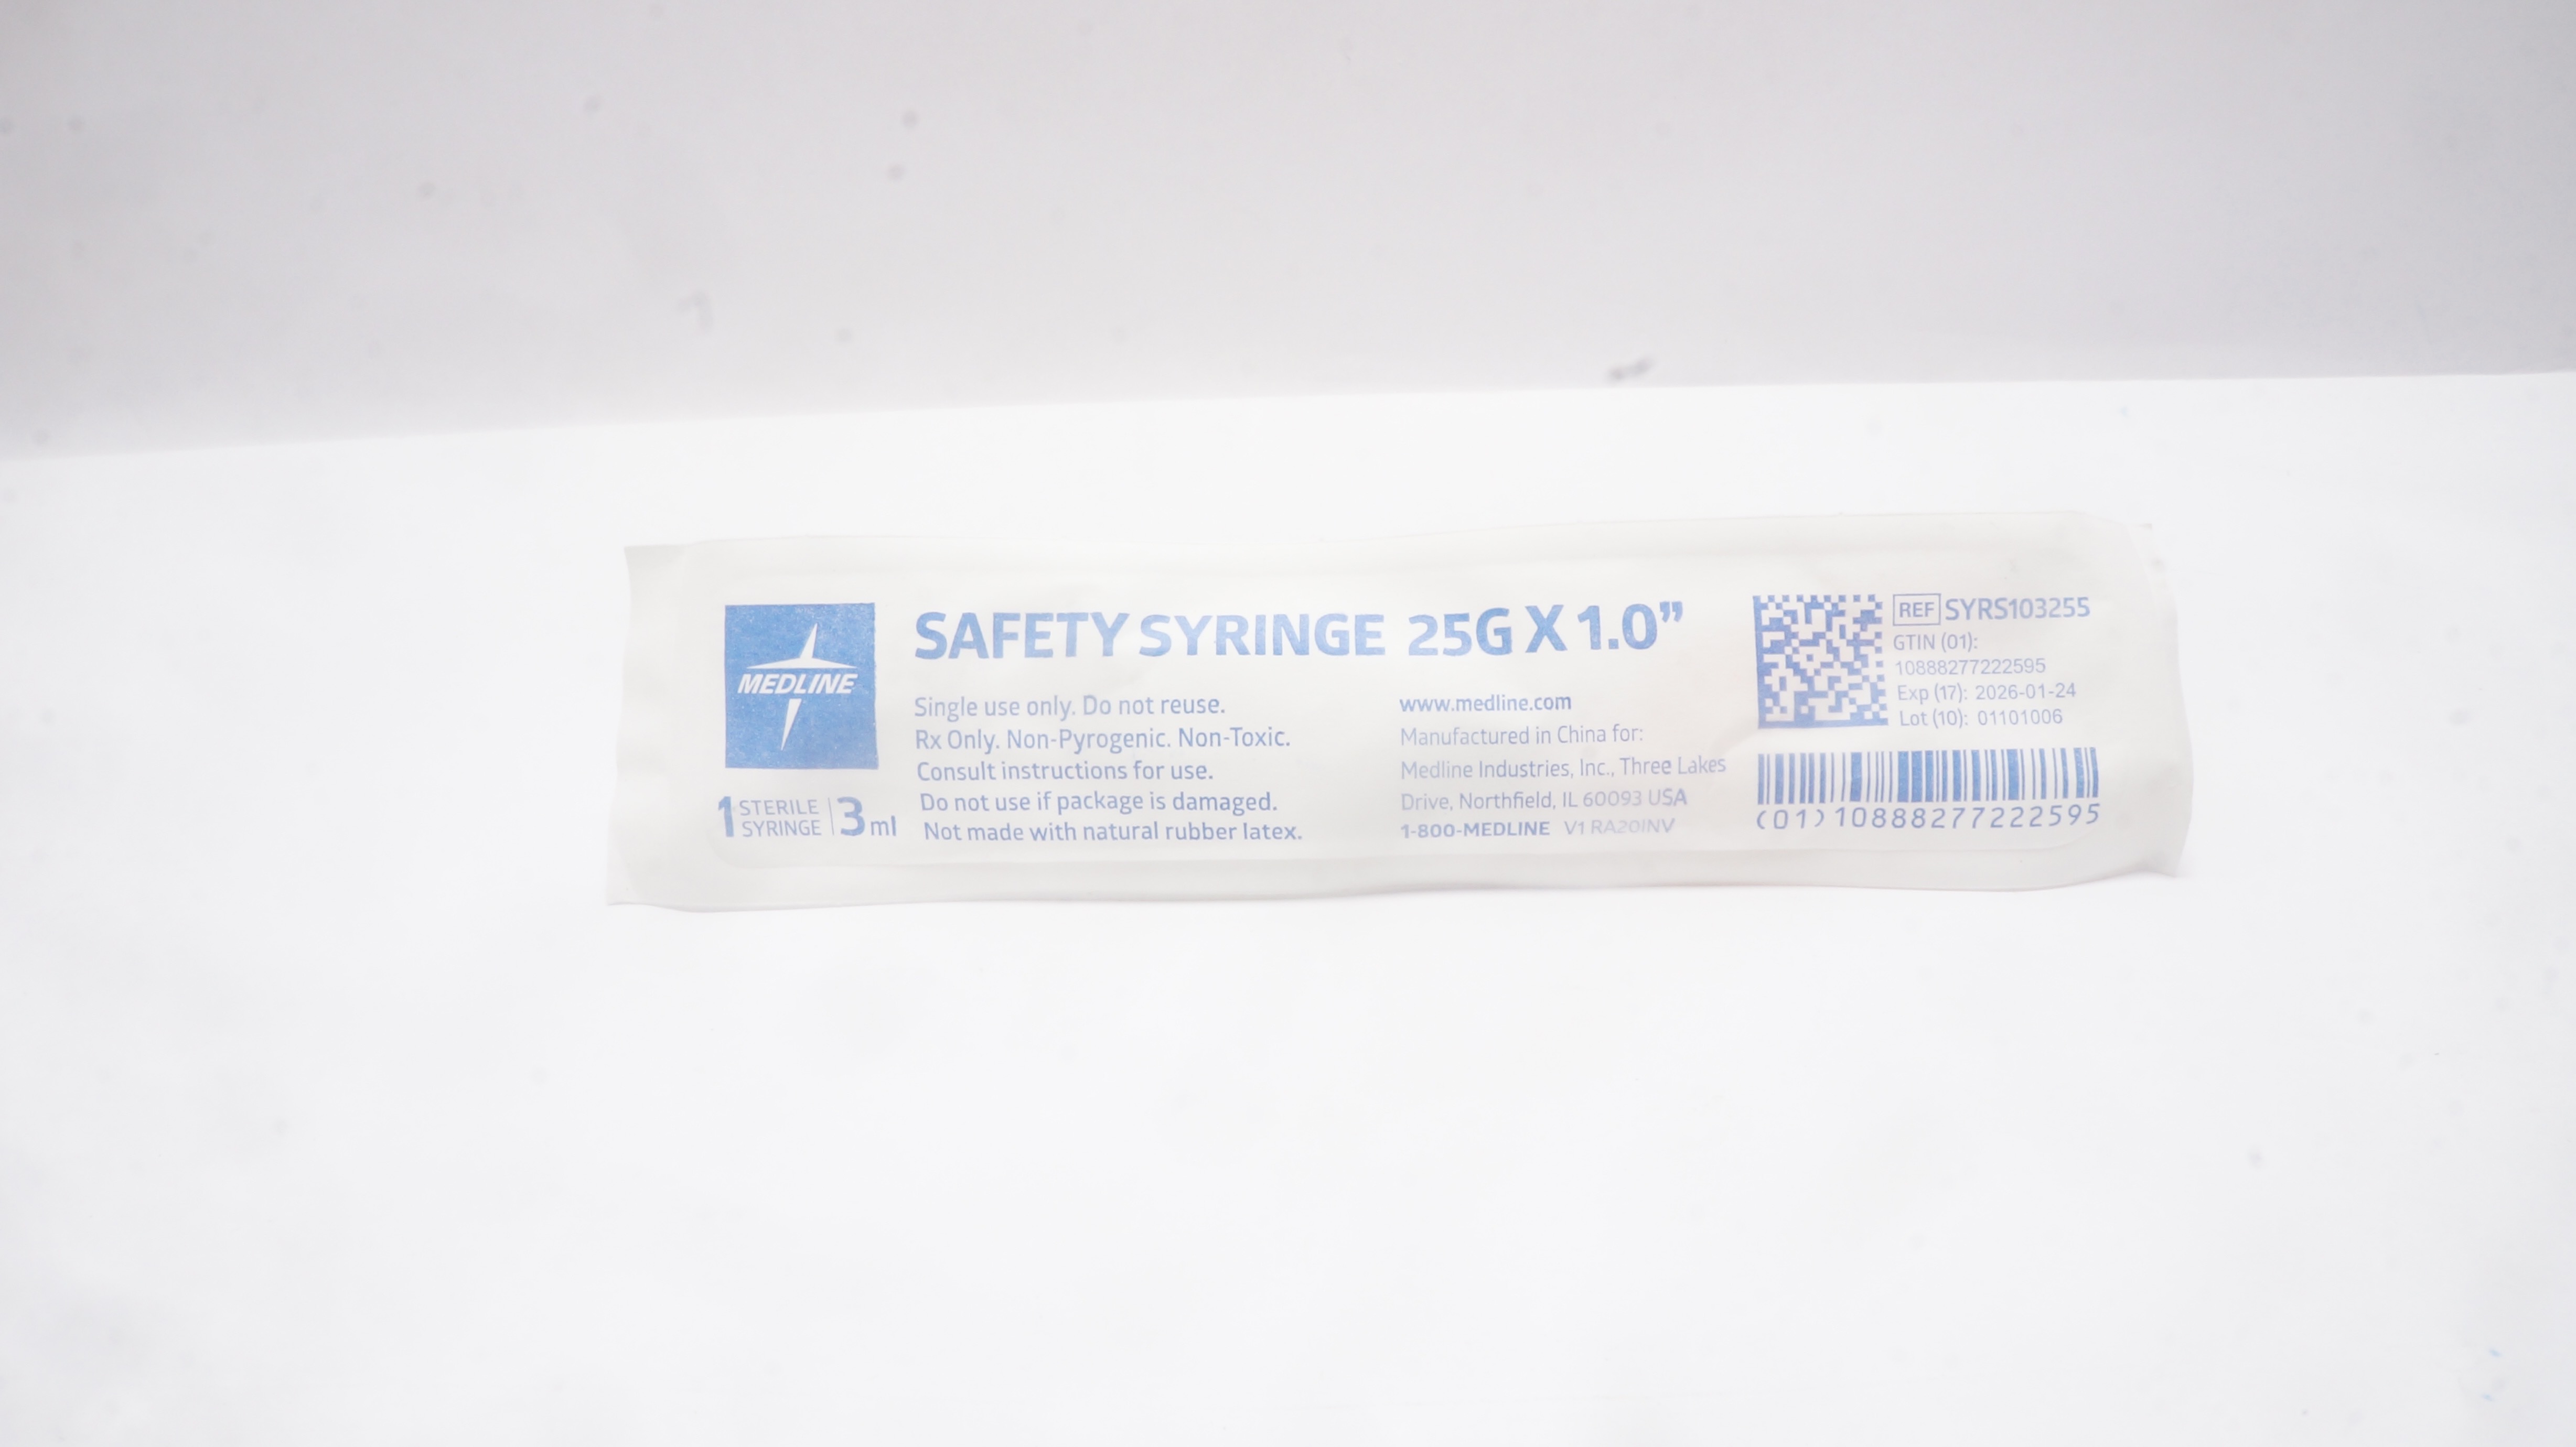 MEDLINE
1 STERILE SYRINGE 3 ml
SAFETY SYRINGE 25G X 1.0”
Single use only. Do not reuse.
Rx Only. Non-Pyrogenic. Non-Toxic.
Consult instructions for use.
Do not use if package is damaged.
Not made with natural rubber latex.
www.medline.com
Manufactured in China for:
Medline Industries, Inc., Three Lakes
Drive, Northfield, IL 60093 USA
1-800-MEDLINE V1 RA20INV
REF SYRS103255
GTIN (01):
10888277222595
Exp (17): 2026-01-24
Lot (10): 01101006
(01)10888277222595